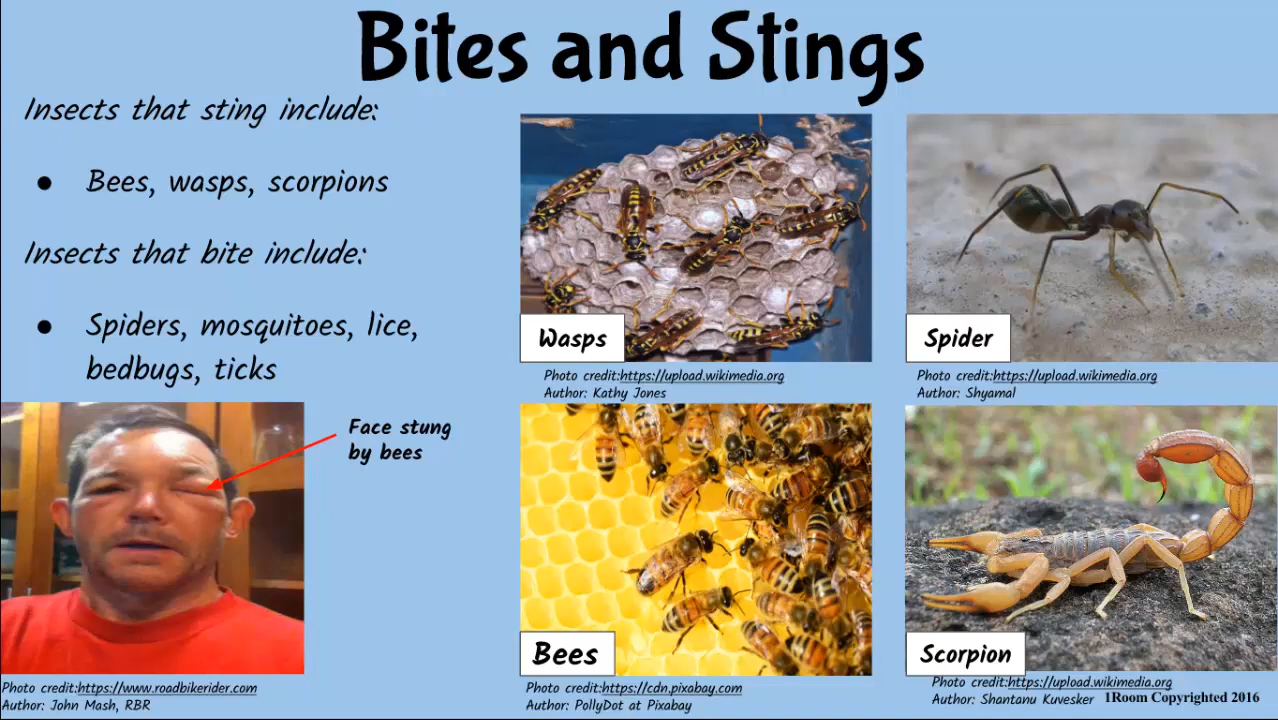 Bites and Stings
Insects that sting include:
● Bees, wasps, scorpions
Insects that bite include:
● Spiders, mosquitoes, lice,
bedbugs, ticks
Face stung
by bees
Photo credit:https://www.roadbikerider.com
Author: John Mash, RBR
Wasps
Photo credit:https://upload.wikimedia.org
Author: Kathy Jones
Spider
Photo credit:https://upload.wikimedia.org
Author: Shyamal
Bees
Photo credit:https://cdn.pixabay.com
Author: PollyDot at Pixabay
Scorpion
Photo credit:https://upload.wikimedia.org
Author: Shantanu Kuvesker
1Room Copyrighted 2016